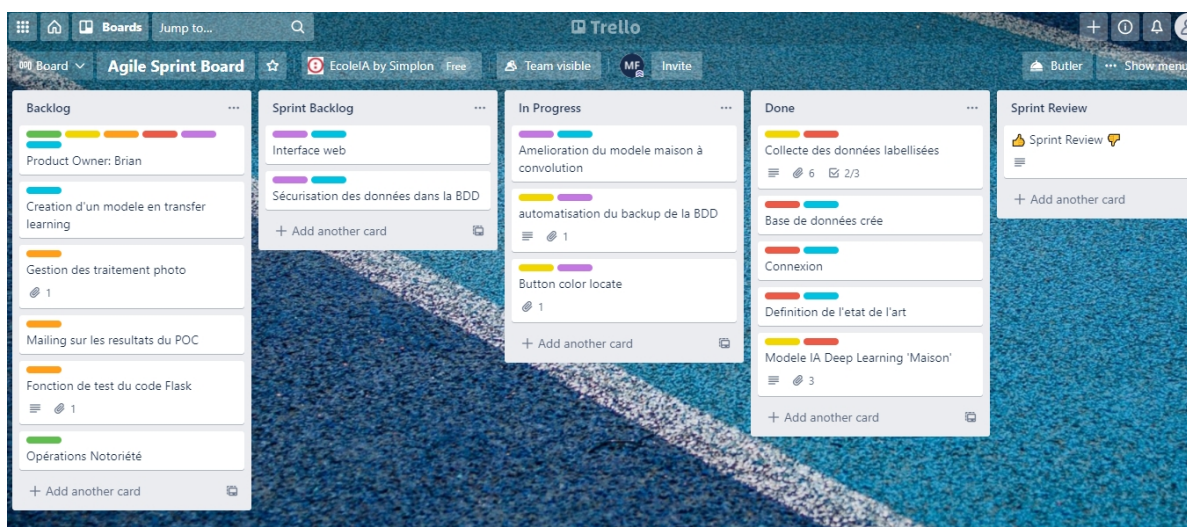 Boards
Jump to...
Trello
Board
Agile Sprint Board
EcoleIA by Simplon Free
Team visible
MF
Invite
Butler
... Show menu
Backlog
Product Owner: Brian
Creation d'un modele en transfer
learning
Gestion des traitement photo
1
Mailing sur les resultats du POC
Fonction de test du code Flask
1
Opérations Notoriété
+ Add another card
Sprint Backlog
Interface web
Sécurisation des données dans la BDD
+ Add another card
In Progress
Amelioration du modele maison à
convolution
automatisation du backup de la BDD
1
Button color locate
1
+ Add another card
Done
Collecte des données labellisées
6 2/3
Base de données crée
Connexion
Definition de l'etat de l'art
Modele IA Deep Learning 'Maison'
3
+ Add another card
Sprint Review
👍 Sprint Review 👎
+ Add another card